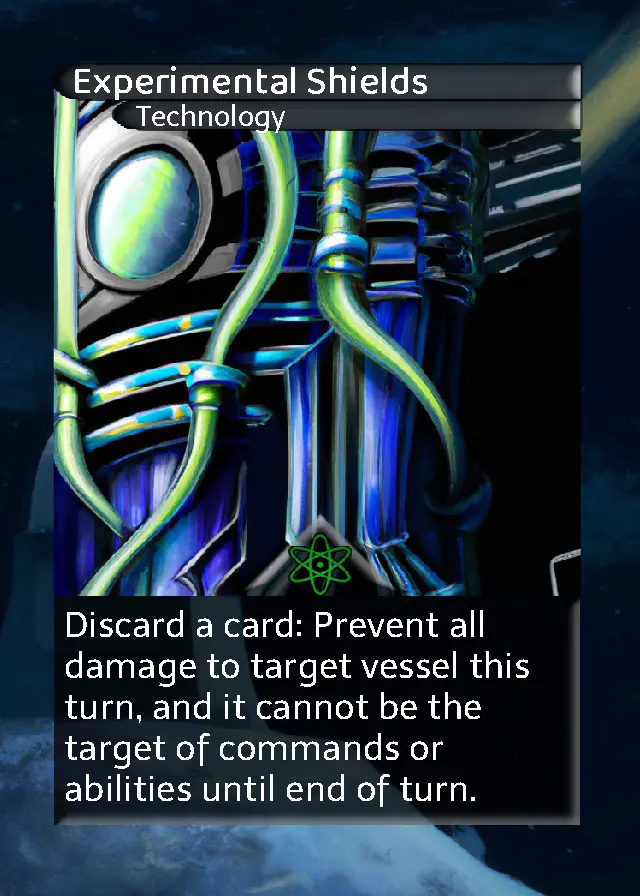 Experimental Shields
Technology
Discard a card: Prevent all
damage to target vessel this
turn, and it cannot be the
target of commands or
abilities until end of turn.